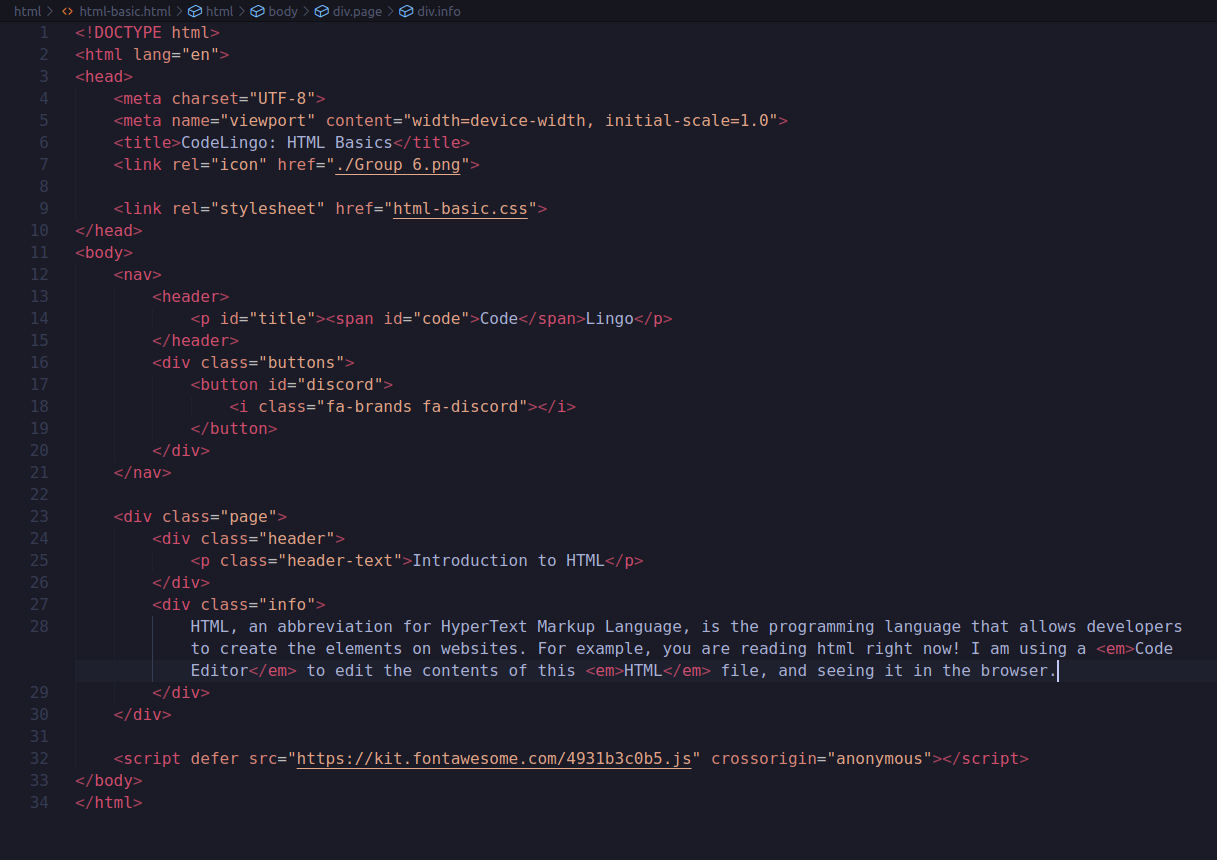 html > html-basic.html > html > body > div.page > div.info
1 <!DOCTYPE html>
2 <html lang="en">
3 <head>
4     <meta charset="UTF-8">
5     <meta name="viewport" content="width=device-width, initial-scale=1.0">
6     <title>CodeLingo: HTML Basics</title>
7     <link rel="icon" href="./Group 6.png">
8
9     <link rel="stylesheet" href="html-basic.css">
10 </head>
11 <body>
12     <nav>
13         <header>
14             <p id="title"><span id="code">Code</span>Lingo</p>
15         </header>
16         <div class="buttons">
17             <button id="discord">
18                 <i class="fa-brands fa-discord"></i>
19             </button>
20         </div>
21     </nav>
22
23     <div class="page">
24         <div class="header">
25             <p class="header-text">Introduction to HTML</p>
26         </div>
27         <div class="info">
28             HTML, an abbreviation for HyperText Markup Language, is the programming language that allows developers
            to create the elements on websites. For example, you are reading html right now! I am using a <em>Code
            Editor</em> to edit the contents of this <em>HTML</em> file, and seeing it in the browser.
29         </div>
30     </div>
31
32     <script defer src="https://kit.fontawesome.com/4931b3c0b5.js" crossorigin="anonymous"></script>
33 </body>
34 </html>